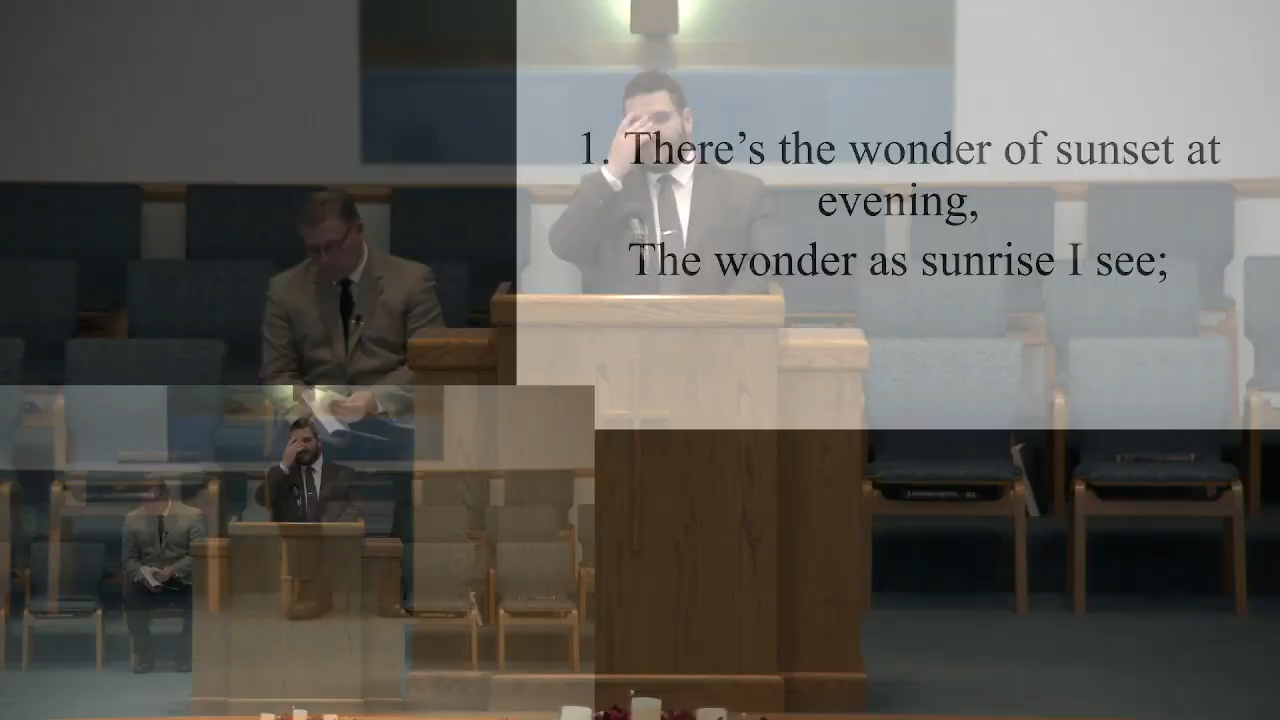 1. There’s the wonder of sunset at
evening,
The wonder as sunrise I see;